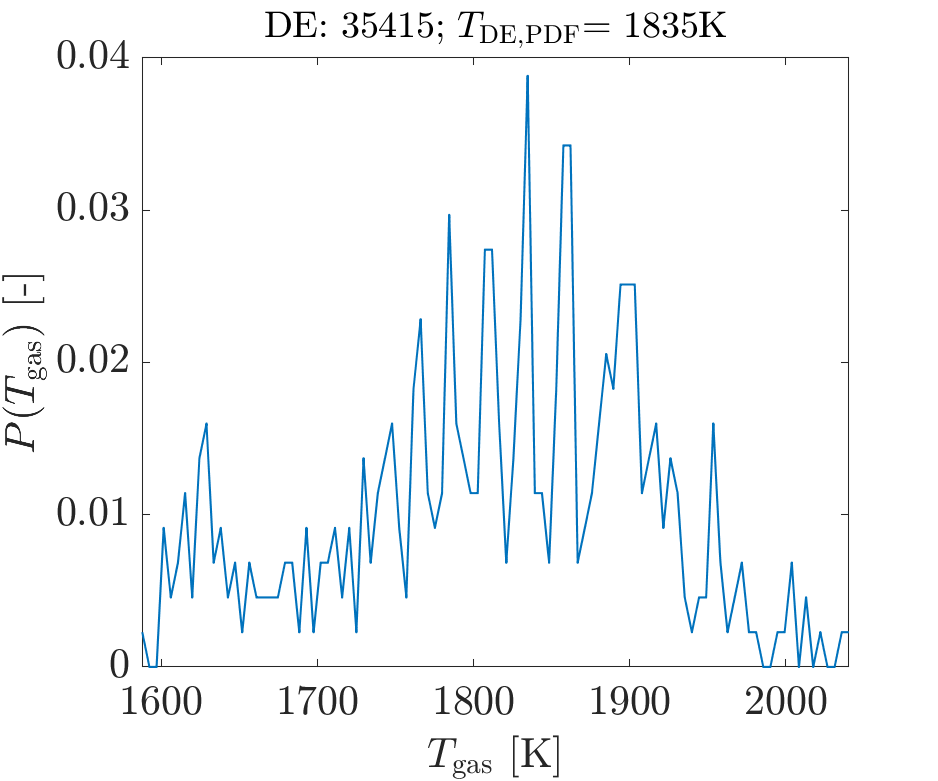 DE: 35415; T_DE,PDF= 1835K
0.04
0.03
0.02
0.01
0
P(T_gas) [-]
1600 1700 1800 1900 2000
T_gas [K]